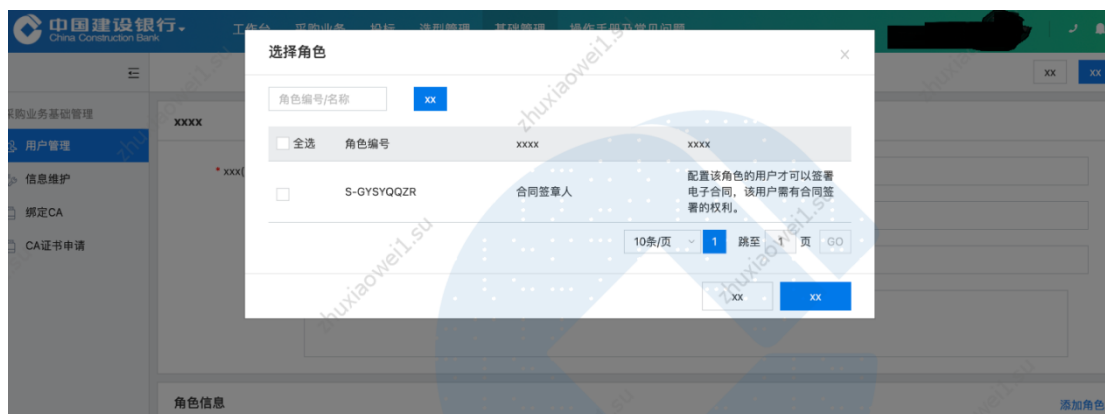 中国建设银行
China Construction Bank
工作台 采购业务 投标 选型管理 基础管理 操作手册及常见问题
选择角色
角色编号/名称 xx
xx xx
采购业务基础管理
xxxx
全选 角色编号 xxxx xxxx
用户管理
* xxx(
信息维护
S-GYSYQQZR 合同签章人 配置该角色的用户才可以签署
电子合同，该用户需有合同签
署的权利。
绑定CA
CA证书申请
10条/页 1 跳至 1 页 GO
xx xx
角色信息 添加角色
zhuxiaowei1.su